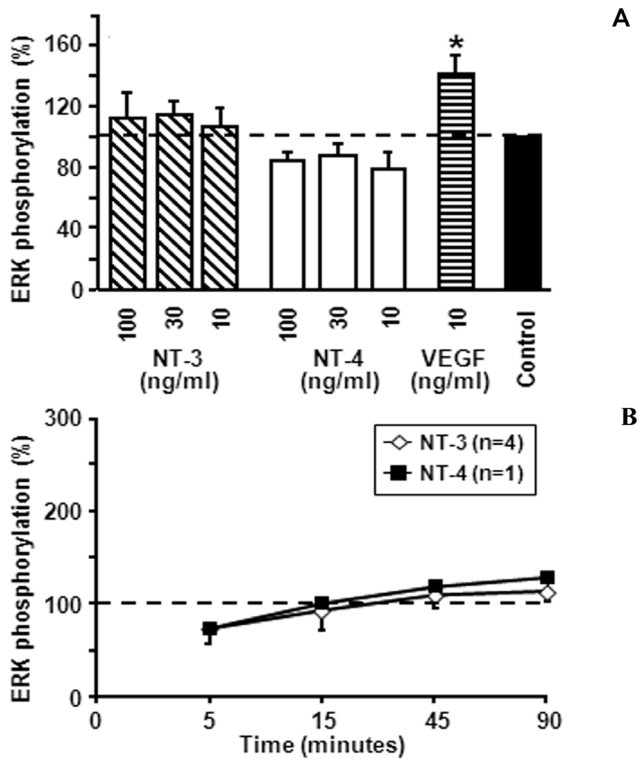 A
ERK phosphorylation (%)
160
120
80
40
0
100 30 10 100 30 10 10 Control
NT-3 NT-4 VEGF
(ng/ml) (ng/ml) (ng/ml)
*
B
ERK phosphorylation (%)
300
200
100
0
NT-3 (n=4)
NT-4 (n=1)
0 5 15 45 90
Time (minutes)